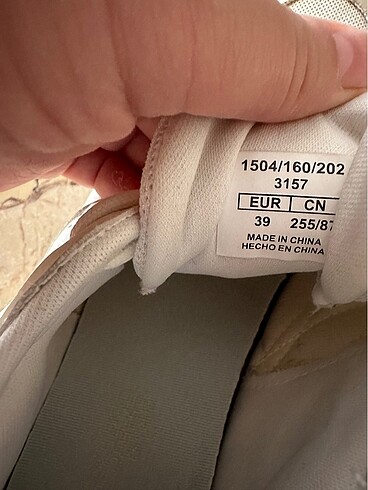 1504/160/202
3157
EUR CN
39 255/87
MADE IN CHINA
HECHO EN CHINA